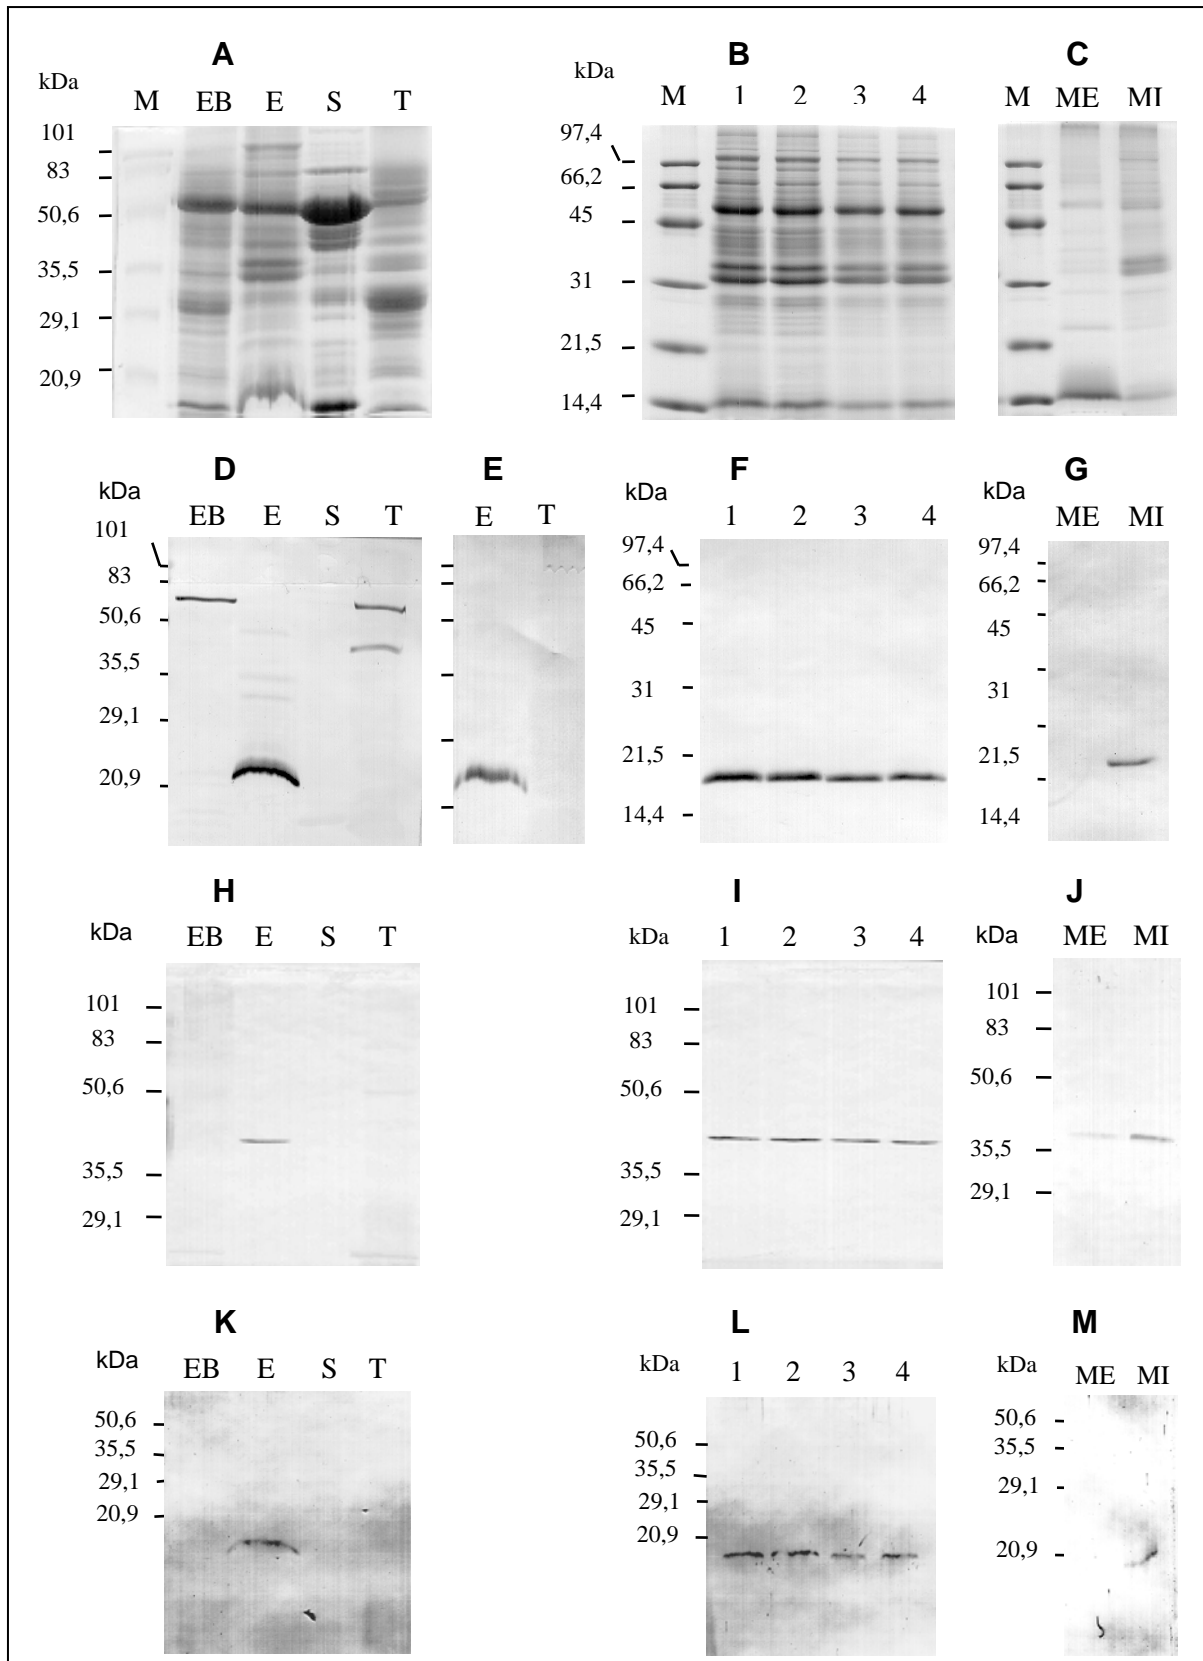 A
kDa
M EB E S T
101
83
50,6
35,5
29,1
20,9
B
kDa
M 1 2 3 4
97,4
66,2
45
31
21,5
14,4
C
M ME MI
D
kDa
EB E S T
101
83
50,6
35,5
29,1
20,9
E
E T
F
kDa
1 2 3 4
97,4
66,2
45
31
21,5
14,4
G
kDa
ME MI
97,4
66,2
45
31
21,5
14,4
H
kDa
EB E S T
101
83
50,6
35,5
29,1
I
kDa
1 2 3 4
101
83
50,6
35,5
29,1
J
kDa
ME MI
101
83
50,6
35,5
29,1
K
kDa
EB E S T
50,6
35,5
29,1
20,9
L
kDa
1 2 3 4
50,6
35,5
29,1
20,9
M
kDa
ME MI
50,6
35,5
29,1
20,9